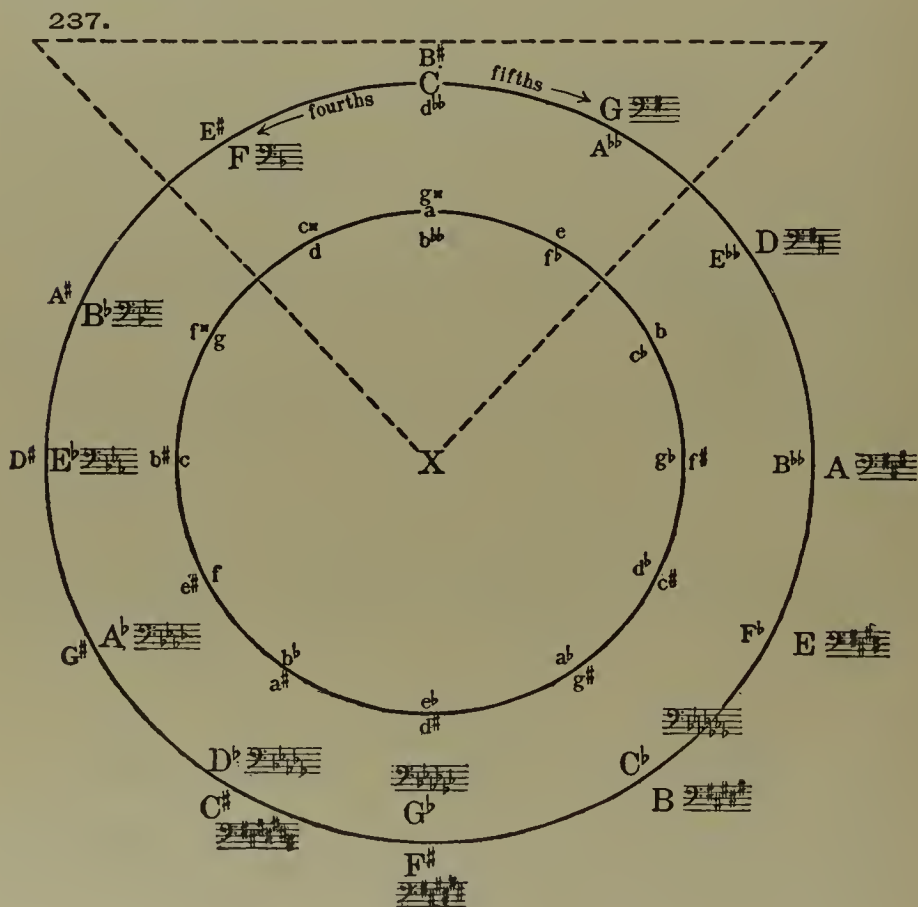 237.
B♯
C
d𝄫
fifths
fourths
G
A𝄫
E♯
F
D
E𝄫
g𝄪
a
b𝄫
c𝄪
d
e
f♭
A♯
B♭
f𝄪
g
b
c♭
D♯
E♭
b♯
c
X
g♭
f♯
B𝄫
A
e♯
f
d♭
c♯
G♯
A♭
F♭
E
b♭
a♯
e♭
d♯
a♭
g♯
D♭
C♯
G♭
F♯
C♭
B